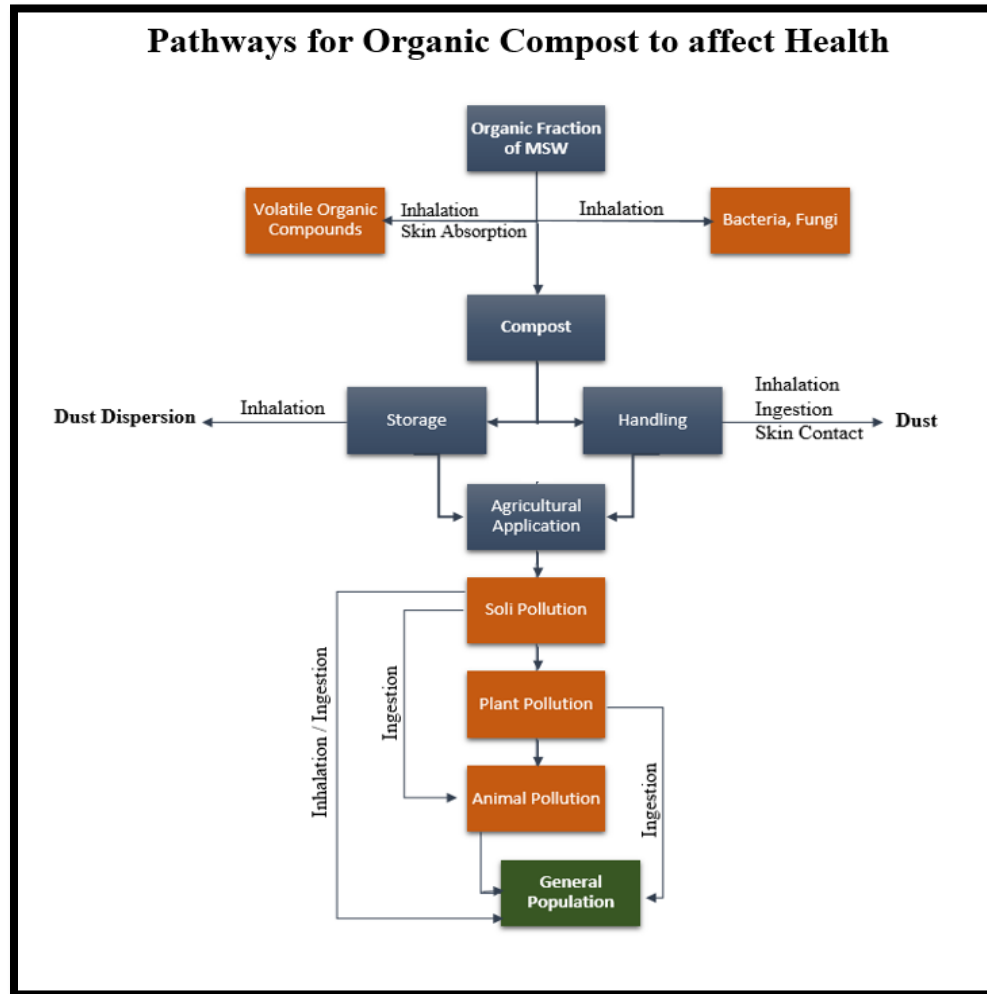 Pathways for Organic Compost to affect Health
Organic Fraction
of MSW
Volatile Organic
Compounds
Inhalation
Skin Absorption
Inhalation
Bacteria, Fungi
Compost
Dust Dispersion
Inhalation
Storage
Handling
Inhalation
Ingestion
Skin Contact
Dust
Agricultural
Application
Soli Pollution
Inhalation / Ingestion
Ingestion
Plant Pollution
Ingestion
Animal Pollution
General
Population